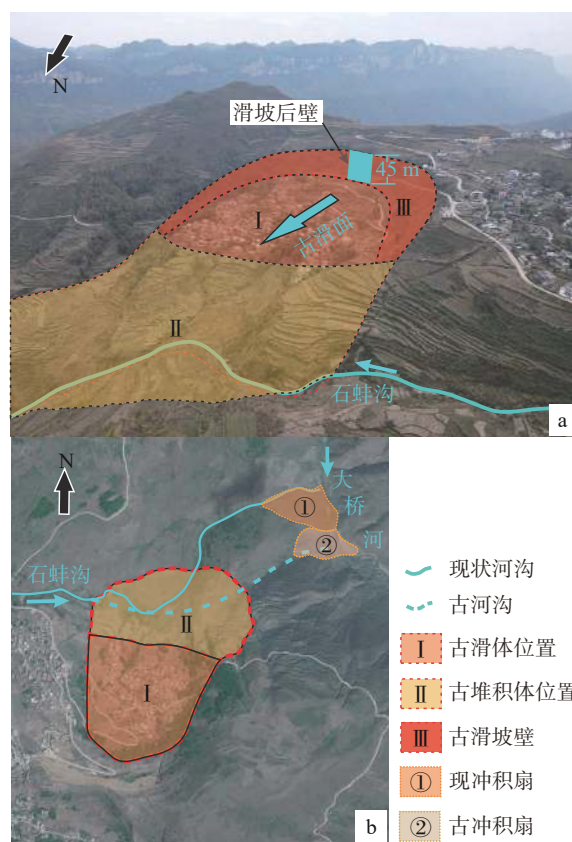 N
滑坡后壁
45 m
Ⅰ
Ⅲ
古滑面
Ⅱ
石蚌沟
a
N
大
桥
河
①
②
石蚌沟
Ⅱ
Ⅰ
b
现状河沟
古河沟
Ⅰ 古滑体位置
Ⅱ 古堆积体位置
Ⅲ 古滑坡壁
① 现冲积扇
② 古冲积扇